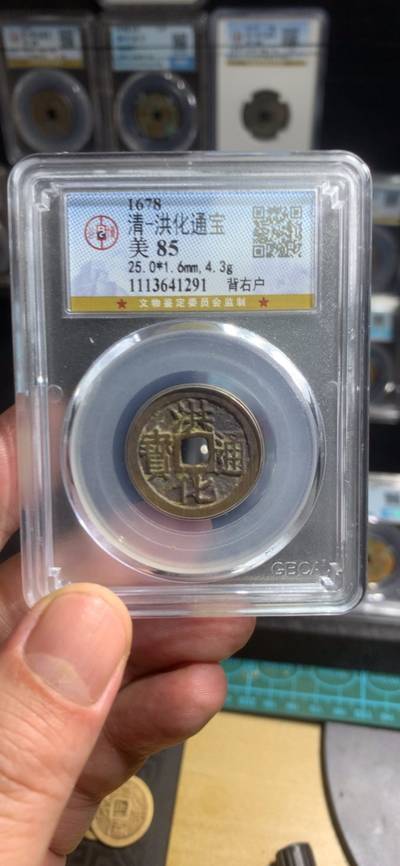 1678
清-洪化通宝
美 85
25.0*1.6mm,4.3g
1113641291 背右户
★ 文物鉴定委员会监制 ★
洪化通寳
GBCA